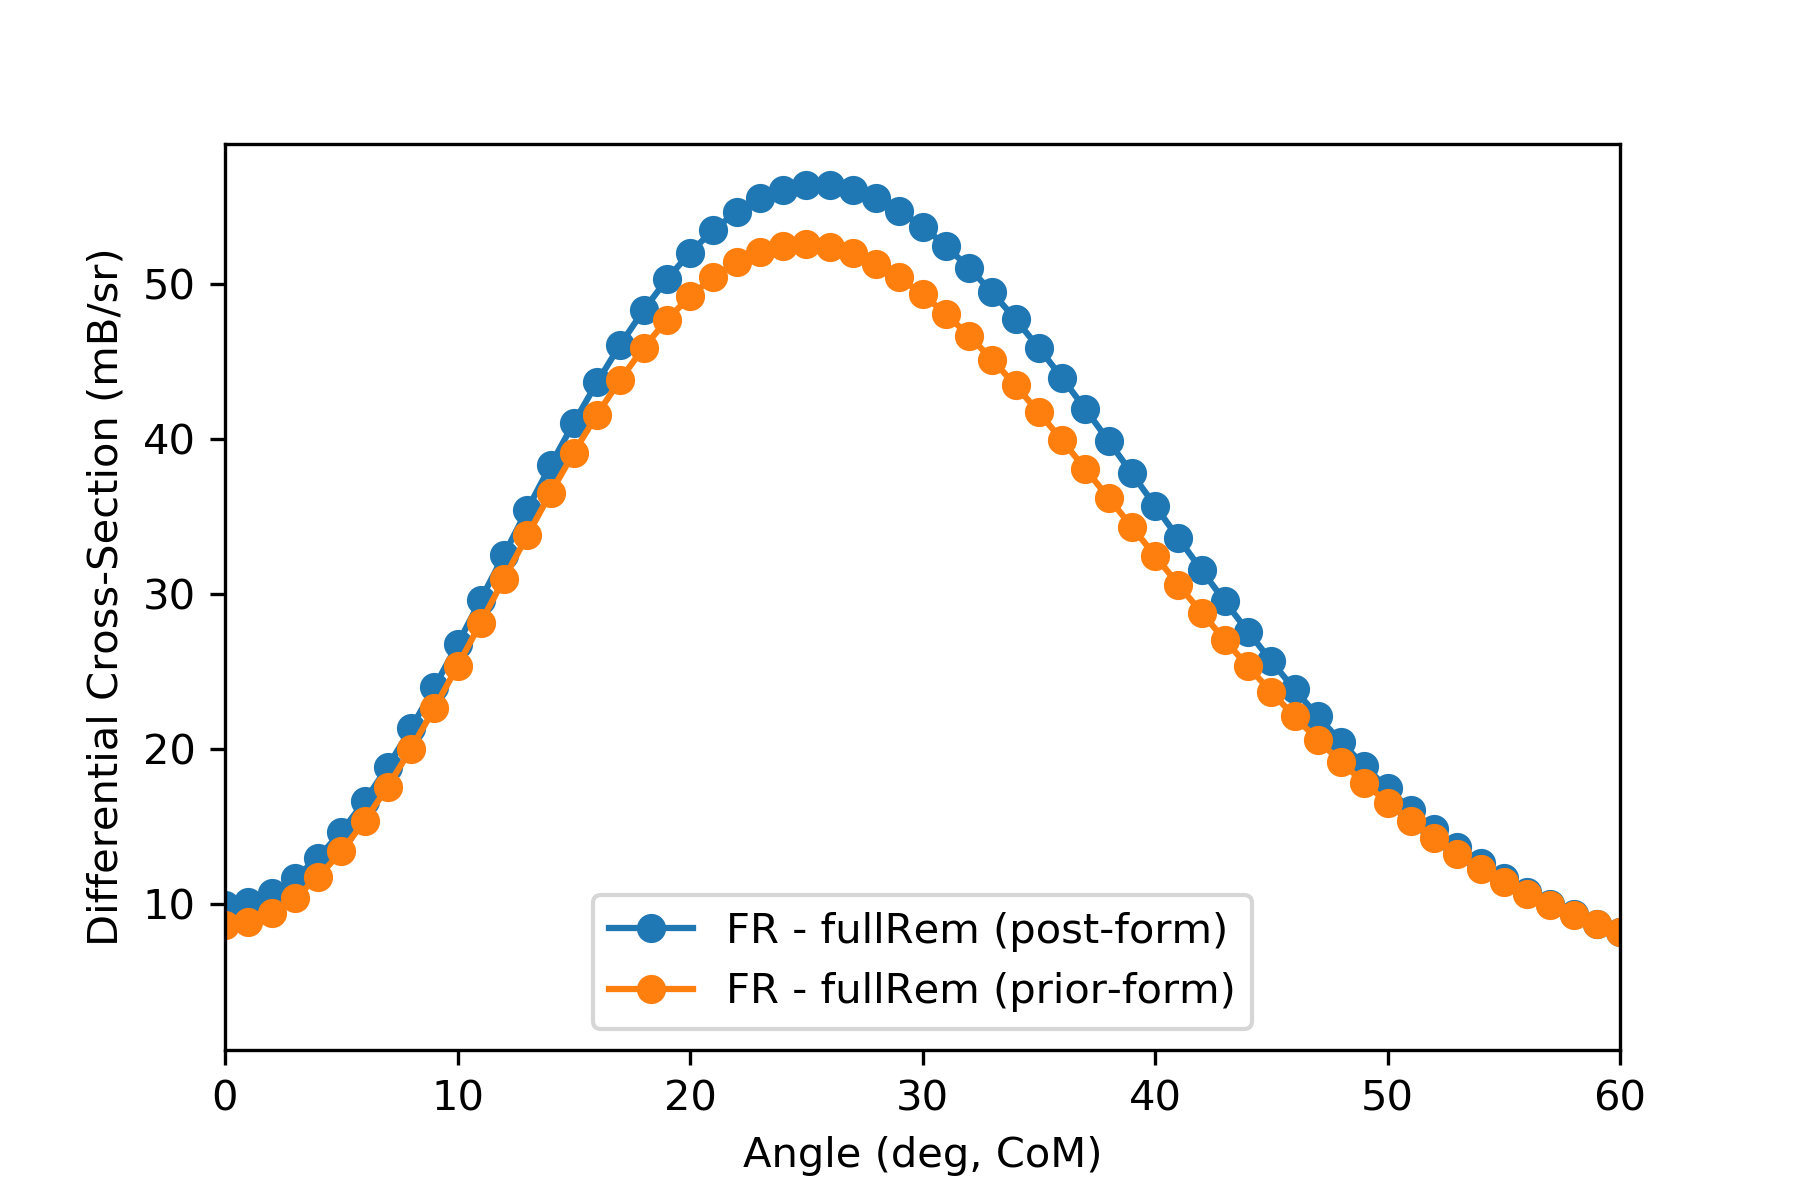 Differential Cross-Section (mB/sr)
50
40
30
20
10
FR - fullRem (post-form)
FR - fullRem (prior-form)
0 10 20 30 40 50 60
Angle (deg, CoM)